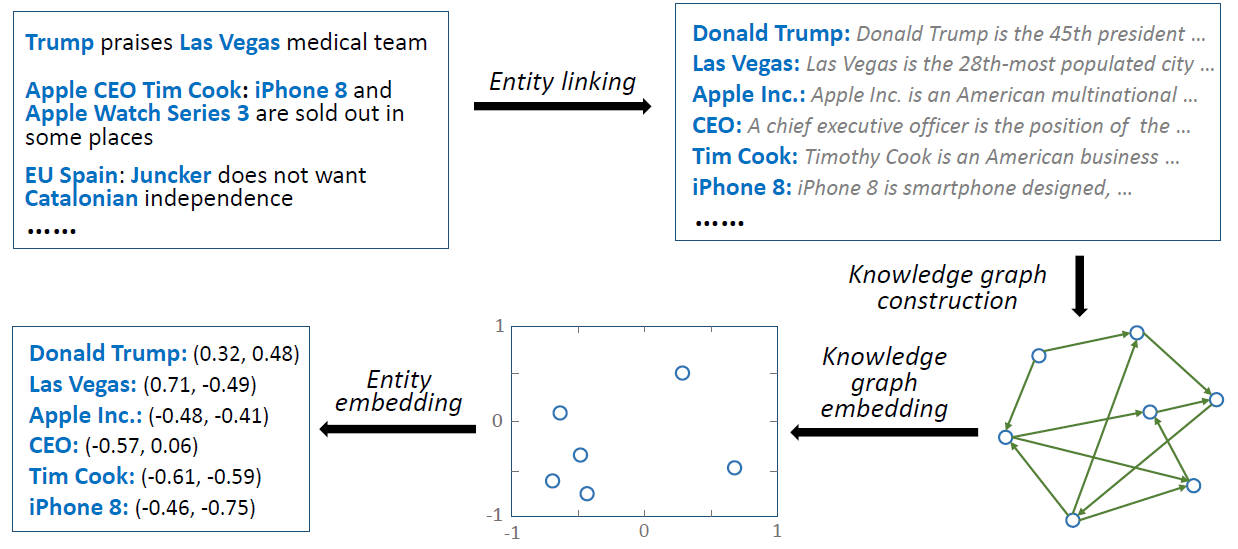 Trump praises Las Vegas medical team
Apple CEO Tim Cook: iPhone 8 and
Apple Watch Series 3 are sold out in
some places
EU Spain: Juncker does not want
Catalonian independence
......
Entity linking
Donald Trump: Donald Trump is the 45th president ...
Las Vegas: Las Vegas is the 28th-most populated city ...
Apple Inc.: Apple Inc. is an American multinational ...
CEO: A chief executive officer is the position of the ...
Tim Cook: Timothy Cook is an American business ...
iPhone 8: iPhone 8 is smartphone designed, ...
......
Knowledge graph
construction
Knowledge
graph
embedding
1
0
-1
-1
0
1
Entity
embedding
Donald Trump: (0.32, 0.48)
Las Vegas: (0.71, -0.49)
Apple Inc.: (-0.48, -0.41)
CEO: (-0.57, 0.06)
Tim Cook: (-0.61, -0.59)
iPhone 8: (-0.46, -0.75)